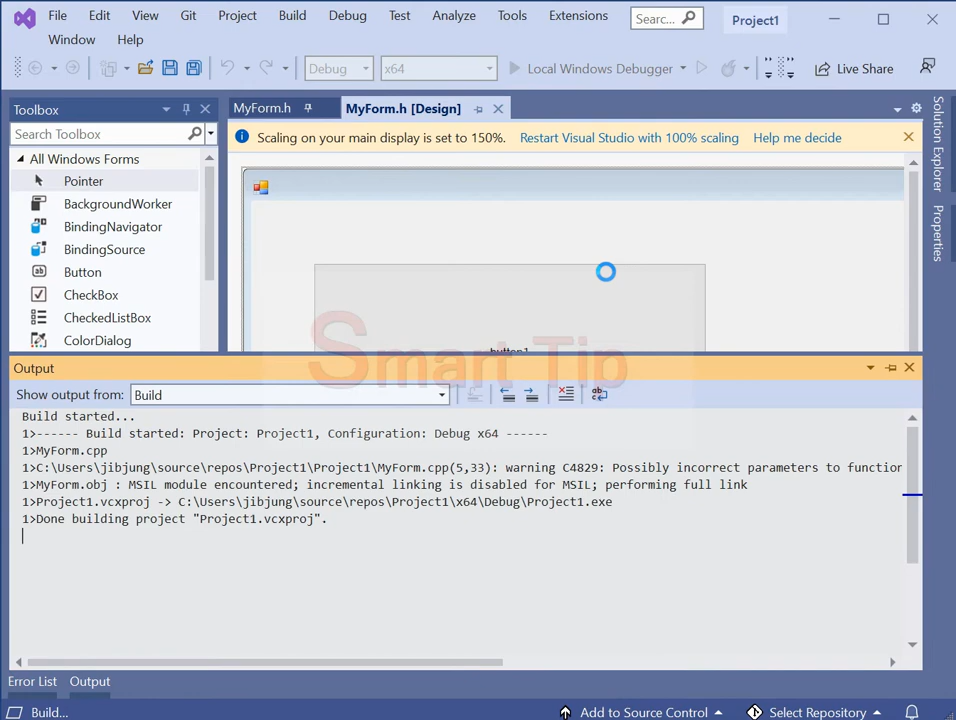 File Edit View Git Project Build Debug Test Analyze Tools Extensions Searc... Project1
Window Help
Debug x64 Local Windows Debugger Live Share
Toolbox MyForm.h MyForm.h [Design]
Search Toolbox Scaling on your main display is set to 150%. Restart Visual Studio with 100% scaling Help me decide
All Windows Forms
Pointer
BackgroundWorker
BindingNavigator
BindingSource
Button
CheckBox
CheckedListBox
ColorDialog
button1
Smart Tip
Solution Explorer
Properties
Output
Show output from: Build
Build started...
1>------ Build started: Project: Project1, Configuration: Debug x64 ------
1>MyForm.cpp
1>C:\Users\jibjung\source\repos\Project1\Project1\MyForm.cpp(5,33): warning C4829: Possibly incorrect parameters to function
1>MyForm.obj : MSIL module encountered; incremental linking is disabled for MSIL; performing full link
1>Project1.vcxproj -> C:\Users\jibjung\source\repos\Project1\x64\Debug\Project1.exe
1>Done building project "Project1.vcxproj".
Error List Output
Build... Add to Source Control Select Repository